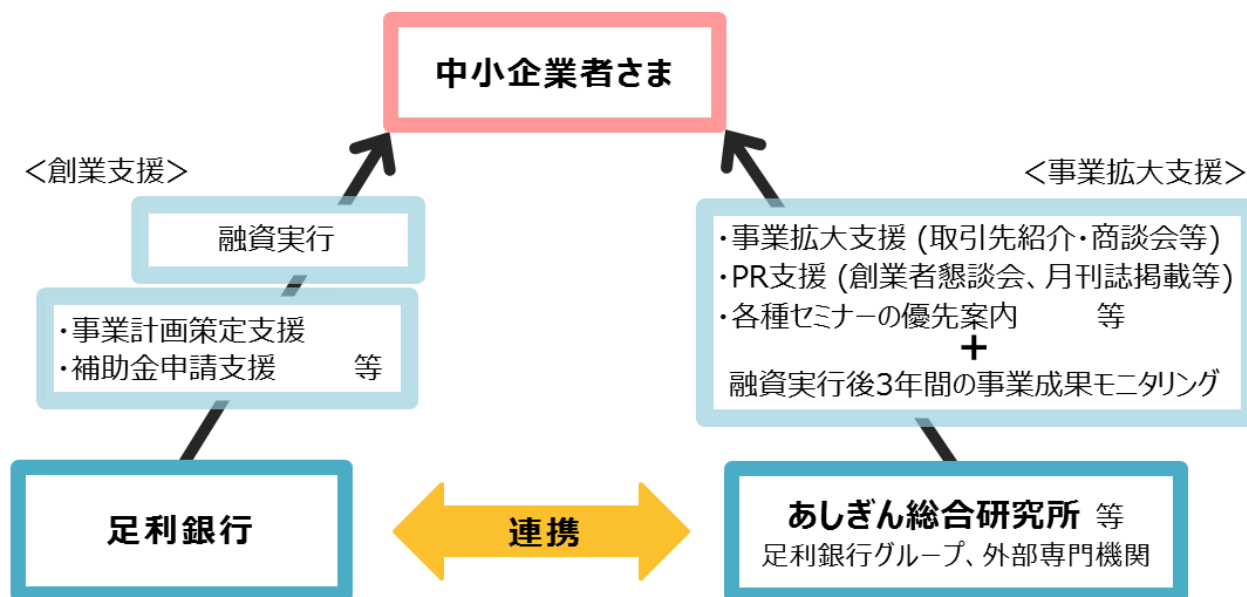 中小企業者さま
＜創業支援＞
融資実行
・事業計画策定支援
・補助金申請支援　　等
＜事業拡大支援＞
・事業拡大支援 (取引先紹介・商談会等)
・PR支援 (創業者懇談会、月刊誌掲載等)
・各種セミナーの優先案内　　等
+
融資実行後3年間の事業成果モニタリング
足利銀行
連携
あしぎん総合研究所 等
足利銀行グループ、外部専門機関